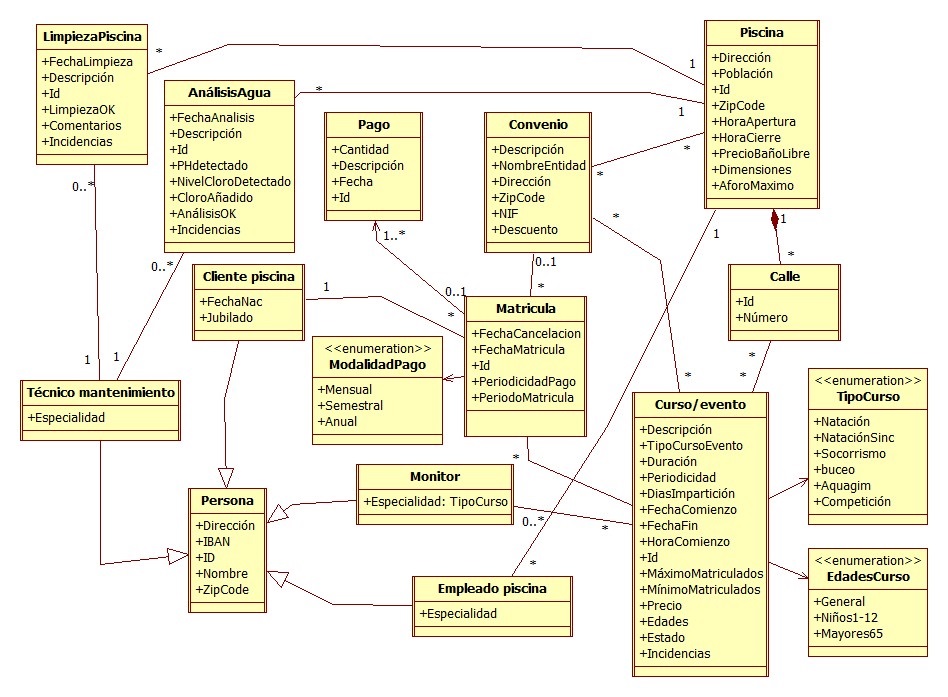 LimpiezaPiscina
+FechaLimpieza
+Descripción
+Id
+LimpiezaOK
+Comentarios
+Incidencias
*
1
0..*
1
AnálisisAgua
+FechaAnalisis
+Descripción
+Id
+PHdetectado
+NivelCloroDetectado
+CloroAñadido
+AnálisisOK
+Incidencias
*
1
0..*
1
Pago
+Cantidad
+Descripción
+Fecha
+Id
1..*
0..1
Convenio
+Descripción
+NombreEntidad
+Dirección
+ZipCode
+NIF
+Descuento
*
*
*
*
0..1
*
Piscina
+Dirección
+Población
+Id
+ZipCode
+HoraApertura
+HoraCierre
+PrecioBañoLibre
+Dimensiones
+AforoMaximo
1
1
*
*
Cliente piscina
+FechaNac
+Jubilado
1
*
Matricula
+FechaCancelacion
+FechaMatricula
+Id
+PeriodicidadPago
+PeriodoMatricula
*
Calle
+Id
+Número
*
*
<<enumeration>>
ModalidadPago
+Mensual
+Semestral
+Anual
Técnico mantenimiento
+Especialidad
Curso/evento
+Descripción
+TipoCursoEvento
+Duración
+Periodicidad
+DiasImpartición
+FechaComienzo
+FechaFin
+HoraComienzo
+Id
+MáximoMatriculados
+MínimoMatriculados
+Precio
+Edades
+Estado
+Incidencias
<<enumeration>>
TipoCurso
+Natación
+NataciónSinc
+Socorrismo
+buceo
+Aquagim
+Competición
Monitor
+Especialidad: TipoCurso
0..*
*
Persona
+Dirección
+IBAN
+ID
+Nombre
+ZipCode
Empleado piscina
+Especialidad
<<enumeration>>
EdadesCurso
+General
+Niños1-12
+Mayores65